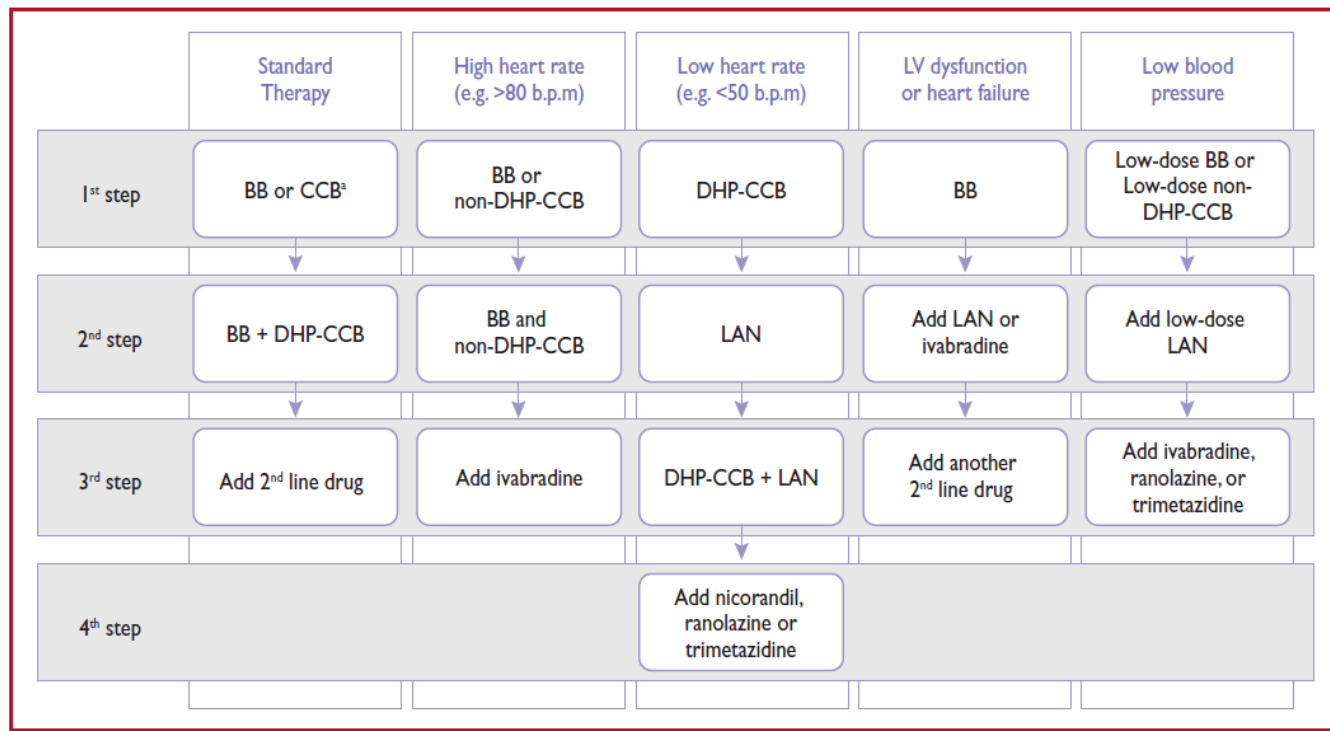 Standard
Therapy
High heart rate
(e.g. >80 b.p.m)
Low heart rate
(e.g. <50 b.p.m)
LV dysfunction
or heart failure
Low blood
pressure
1st step
BB or CCBa
BB or
non-DHP-CCB
DHP-CCB
BB
Low-dose BB or
Low-dose non-
DHP-CCB
2nd step
BB + DHP-CCB
BB and
non-DHP-CCB
LAN
Add LAN or
ivabradine
Add low-dose
LAN
3rd step
Add 2nd line drug
Add ivabradine
DHP-CCB + LAN
Add another
2nd line drug
Add ivabradine,
ranolazine, or
trimetazidine
4th step
Add nicorandil,
ranolazine or
trimetazidine